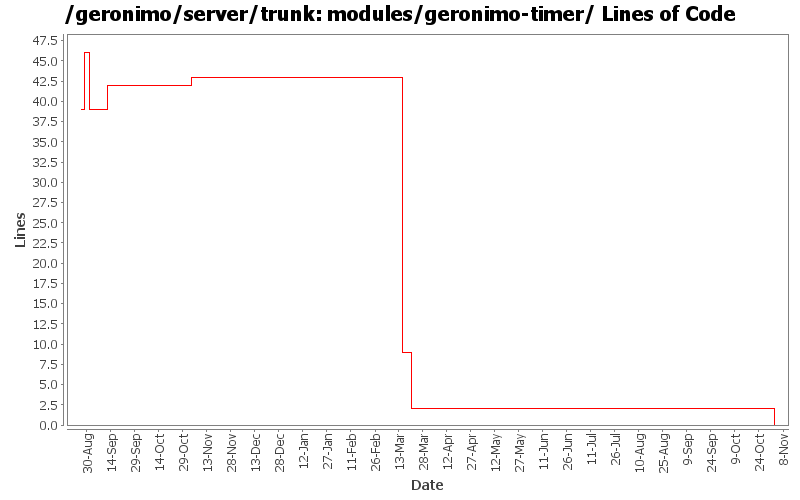 /geronimo/server/trunk: modules/geronimo-timer/ Lines of Code
47.5
45.0
42.5
40.0
37.5
35.0
32.5
30.0
27.5
25.0
22.5
20.0
17.5
15.0
12.5
10.0
7.5
5.0
2.5
0.0
Lines
30-Aug
14-Sep
29-Sep
14-Oct
29-Oct
13-Nov
28-Nov
13-Dec
28-Dec
12-Jan
27-Jan
11-Feb
26-Feb
13-Mar
28-Mar
12-Apr
27-Apr
12-May
27-May
11-Jun
26-Jun
11-Jul
26-Jul
10-Aug
25-Aug
9-Sep
24-Sep
9-Oct
24-Oct
8-Nov
Date